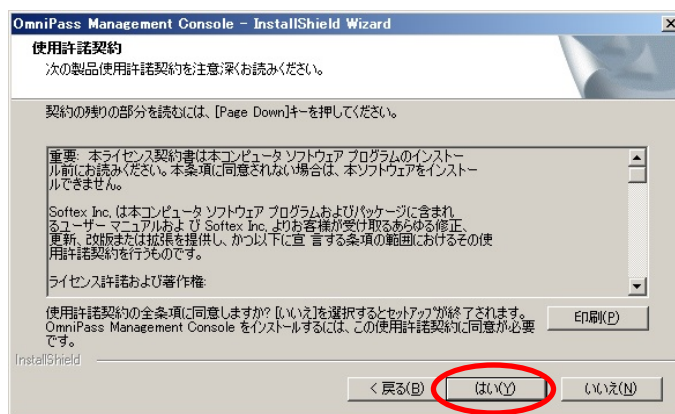 OmniPass Management Console - InstallShield Wizard
使用許諾契約
次の製品使用許諾契約を注意深くお読みください。
契約の残りの部分を読むには、[Page Down]キーを押してください。
重要: 本ライセンス契約書は本コンピュータ ソフトウェア プログラムのインストー
ル前にお読みください。本条項に同意されない場合は、本ソフトウェアをインストー
ルできません。
Softex Inc. は本コンピュータ ソフトウェア プログラムおよびパッケージに含まれ
るユーザー マニュアルおよ び Softex Inc. よりお客様が受け取るあらゆる修正、
更新、改版または拡張を提供し、かつ以下に宣 言する条項の範囲におけるその使
用許諾契約を行うものです。
ライセンス許諾および著作権:
使用許諾契約の全条項に同意しますか? [いいえ]を選択するとセットアップが終了されます。
OmniPass Management Console をインストールするには、この使用許諾契約に同意が必要
です。
印刷(P)
InstallShield
< 戻る(B)
はい(Y)
いいえ(N)